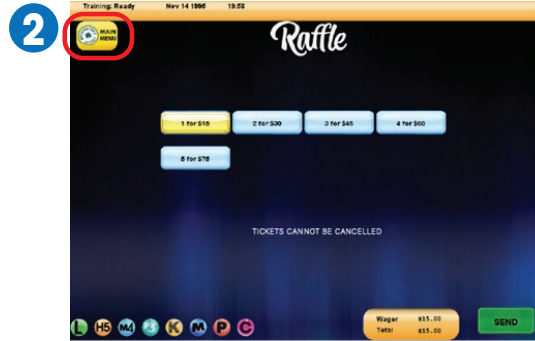 Training: Ready Nov 14 1996 19:58
2
MAIN MENU
Raffle
1 for $15 2 for $30 3 for $45 4 for $60
5 for $75
TICKETS CANNOT BE CANCELLED
L H5 M4 23 K M P C
Wager $15.00
Total $15.00
SEND